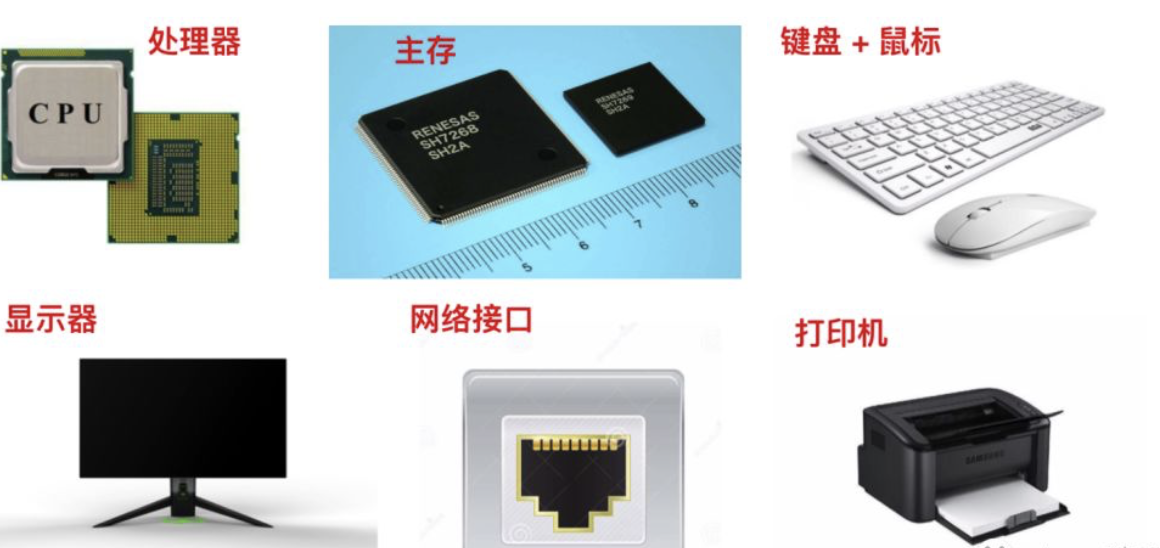 处理器
CPU
主存
RENESAS
SH7268
SH2A
RENESAS
SH7269
SH2A
5
6
7
8
键盘 + 鼠标
显示器
网络接口
打印机
SAMSUNG